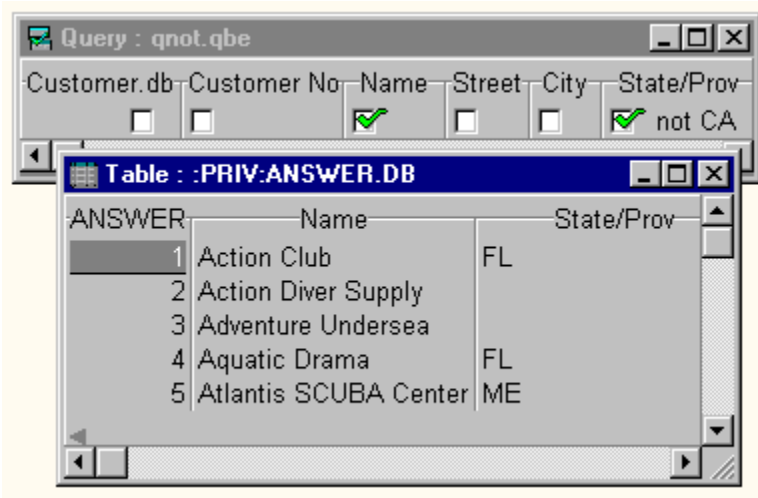 Query : qnot.qbe
Customer.db Customer No Name Street City State/Prov
not CA
Table : :PRIV:ANSWER.DB
ANSWER Name State/Prov
1 Action Club FL
2 Action Diver Supply
3 Adventure Undersea
4 Aquatic Drama FL
5 Atlantis SCUBA Center ME